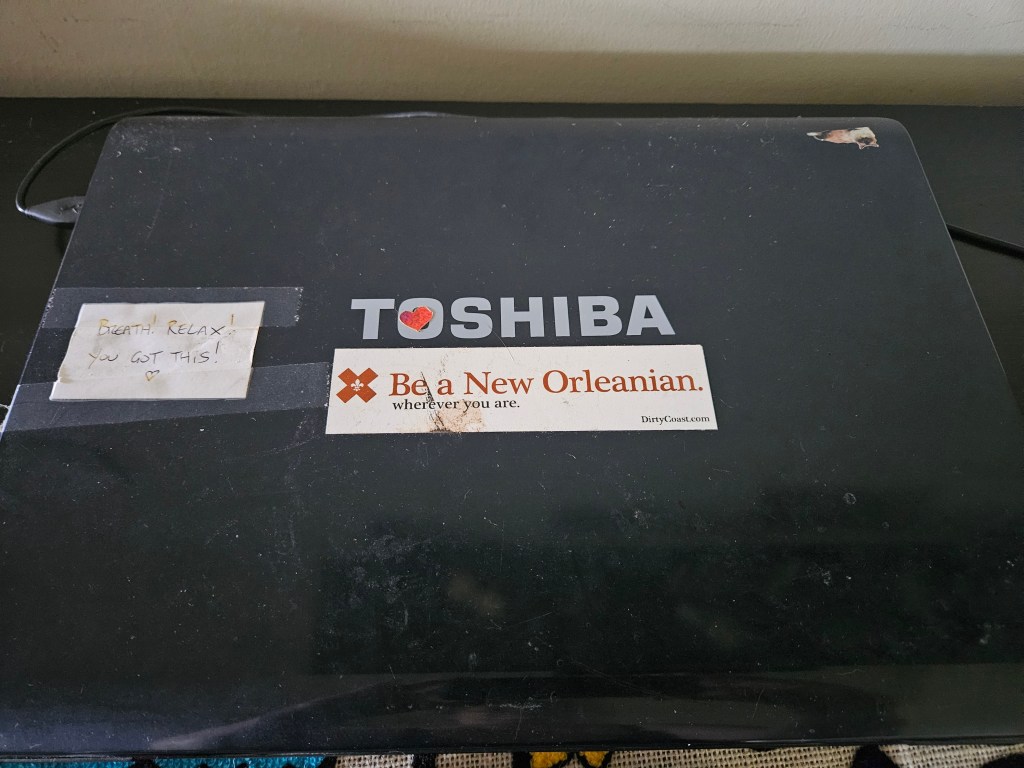 TOSHIBA
BREATH! RELAX!
YOU GOT THIS!
Be a New Orleanian.
wherever you are.
DirtyCoast.com